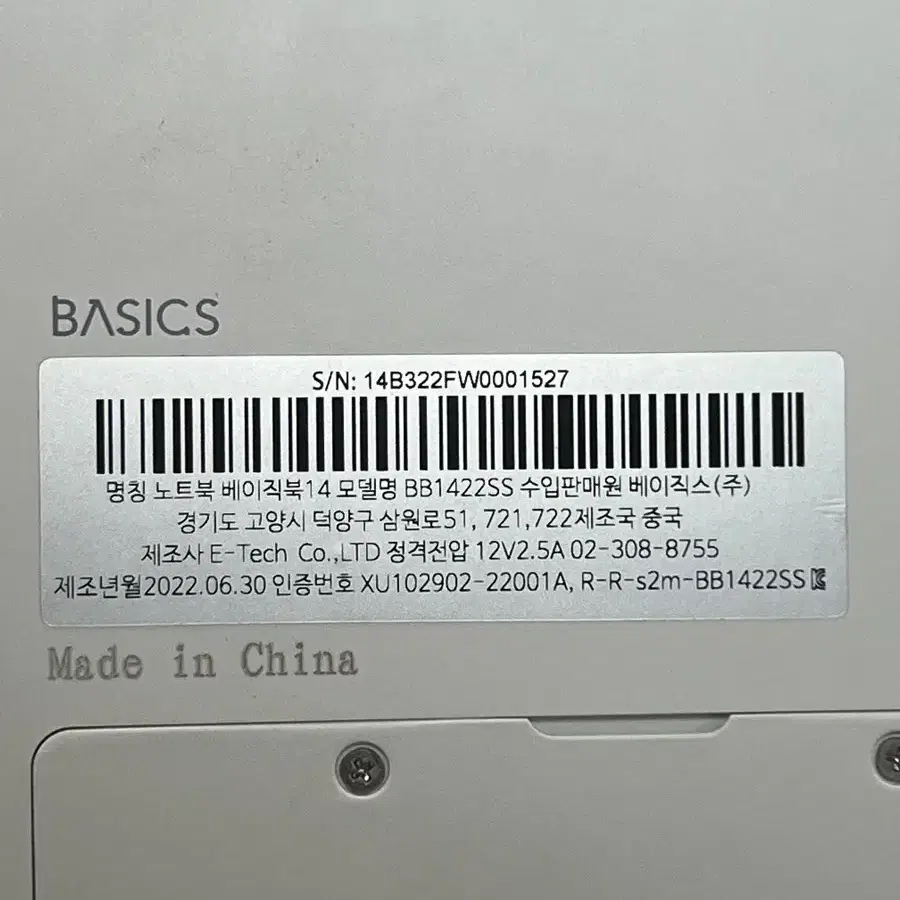 BASICS
S/N: 14B322FW0001527
명칭 노트북 베이직북14 모델명 BB1422SS 수입판매원 베이직스(주)
경기도 고양시 덕양구 삼원로51, 721,722제조국 중국
제조사 E-Tech Co.,LTD 정격전압 12V2.5A 02-308-8755
제조년월2022.06.30 인증번호 XU102902-22001A, R-R-s2m-BB1422SS
Made in China